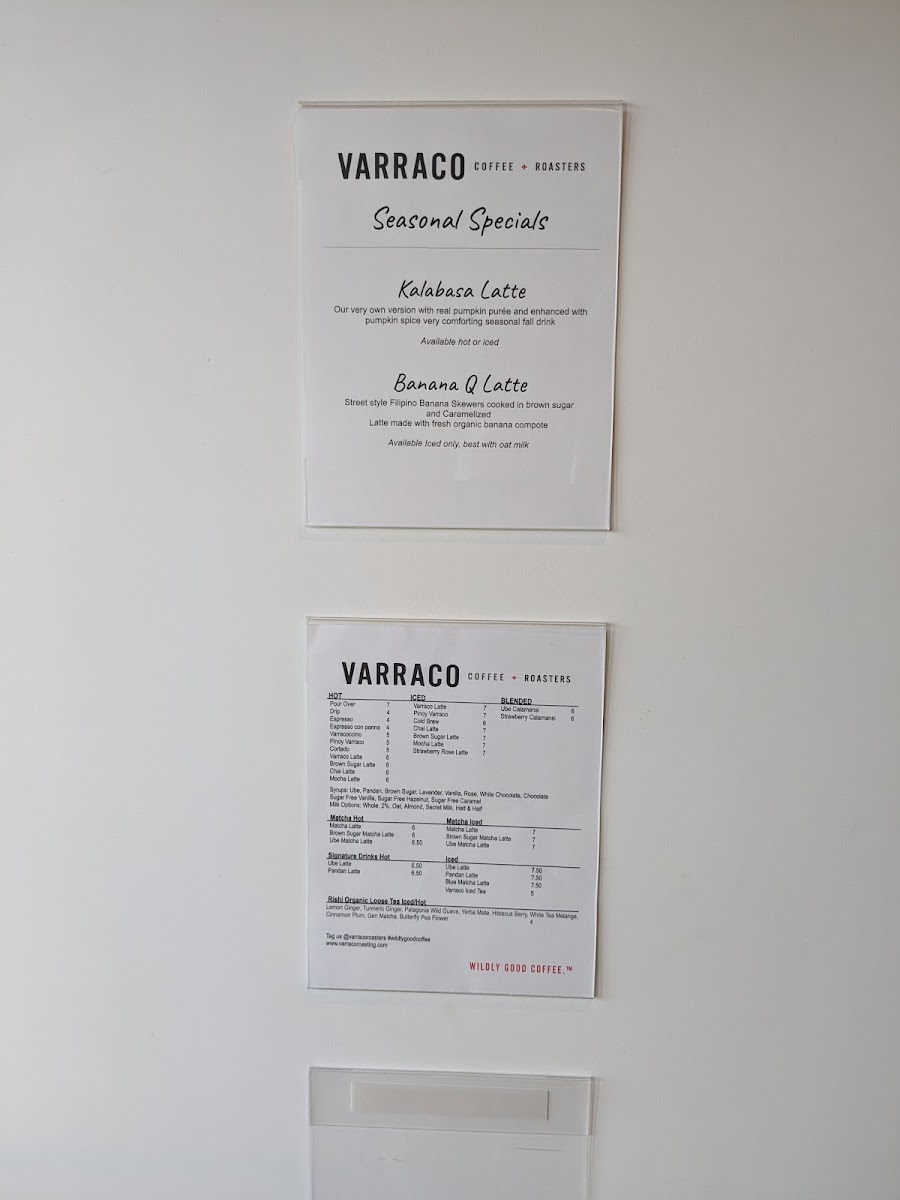 VARRACO COFFEE + ROASTERS
Seasonal Specials
Kalabasa Latte
Our very own version with real pumpkin purée and enhanced with
pumpkin spice very comforting seasonal fall drink
Available hot or iced
Banana Q Latte
Street style Filipino Banana Skewers cooked in brown sugar
and Caramelized
Latte made with fresh organic banana compote
Available Iced only, best with oat milk
VARRACO COFFEE + ROASTERS
HOT
Pour Over 7
Drip 4
Espresso 4
Espresso con panna 4
Varracoccino 5
Pinoy Varraco 5
Cortado 5
Varraco Latte 6
Brown Sugar Latte 6
Chai Latte 6
Mocha Latte 6
ICED
Varraco Latte 7
Pinoy Varraco 7
Cold Brew 6
Chai Latte 7
Brown Sugar Latte 7
Mocha Latte 7
Strawberry Rose Latte 7
BLENDED
Ube Calamansi 6
Strawberry Calamansi 6
Syrups: Ube, Pandan, Brown Sugar, Lavender, Vanilla, Rose, White Chocolate, Chocolate
Sugar Free Vanilla, Sugar Free Hazelnut, Sugar Free Caramel
Milk Options: Whole, 2%, Oat, Almond, Secret Milk, Half & Half
Matcha Hot
Matcha Latte 6
Brown Sugar Matcha Latte 6
Ube Matcha Latte 6.50
Matcha Iced
Matcha Latte 7
Brown Sugar Matcha Latte 7
Ube Matcha Latte 7
Signature Drinks Hot
Ube Latte 6.50
Pandan Latte 6.50
Iced
Ube Latte 7.50
Pandan Latte 7.50
Blue Matcha Latte 7.50
Varraco Iced Tea 5
Rishi Organic Loose Tea Iced/Hot
Lemon Ginger, Turmeric Ginger, Patagonia Wild Guava, Yerba Mate, Hibiscus Berry, White Tea Melange,
Cinnamon Plum, Gen Matcha, Butterfly Pea Flower 4
Tag us @varracoroasters #wildlygoodcoffee
www.varracoroasting.com
WILDLY GOOD COFFEE.™